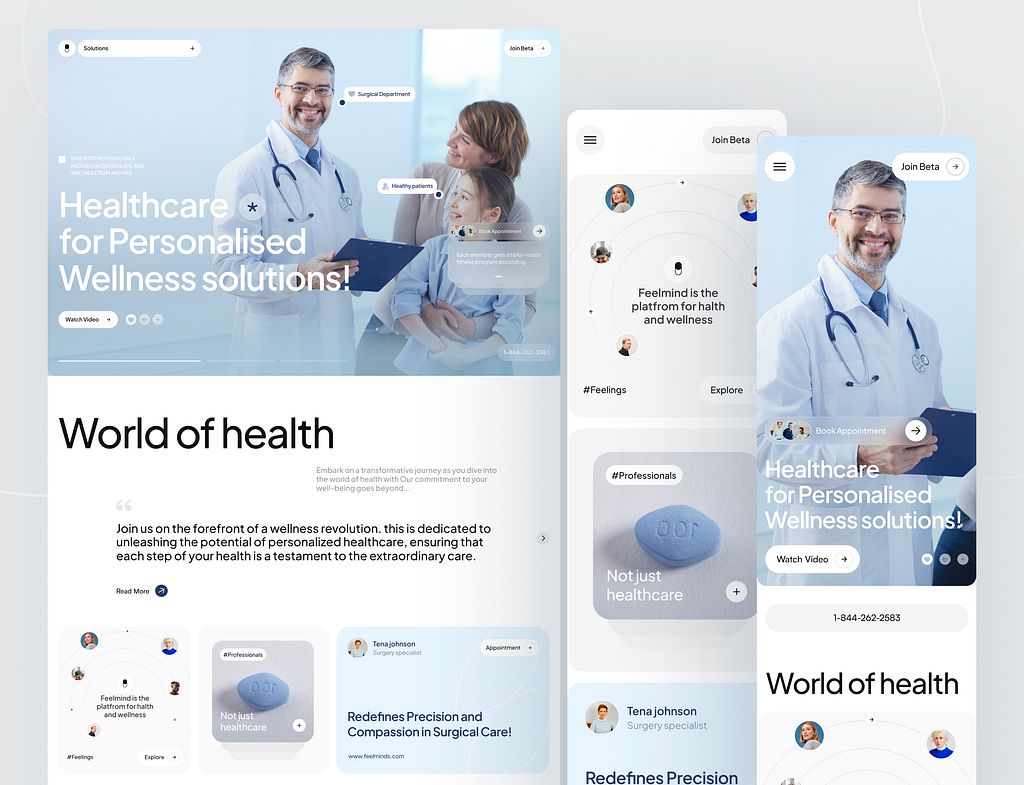 Solutions
Join Beta
Surgical Department
DIVE INTO PROFESSIONALS
MEDITATION TECHNIQUES, AND
WELLNESS TEAM AND TIPS.
Healthy patients
Healthcare *
for Personalised
Wellness solutions!
Book Appointment
Each member gets a tailor-made
fitness program according
Watch Video
1-844-262-2583
World of health
Embark on a transformative journey as you dive into
the world of health with Our commitment to your
well-being goes beyond...
“
Join us on the forefront of a wellness revolution. this is dedicated to
unleashing the potential of personalized healthcare, ensuring that
each step of your health is a testament to the extraordinary care.
Read More
Feelmind is the
platfrom for halth
and wellness
#Feelings
Explore
#Professionals
100
Not just
healthcare
Tena johnson
Surgery specialist
Appointment
Redefines Precision and
Compassion in Surgical Care!
www.feelminds.com
Join Beta
Feelmind is the
platfrom for halth
and wellness
#Feelings
Explore
#Professionals
100
Not just
healthcare
Tena johnson
Surgery specialist
Redefines Precision
Join Beta
Book Appointment
Healthcare
for Personalised
Wellness solutions!
Watch Video
1-844-262-2583
World of health